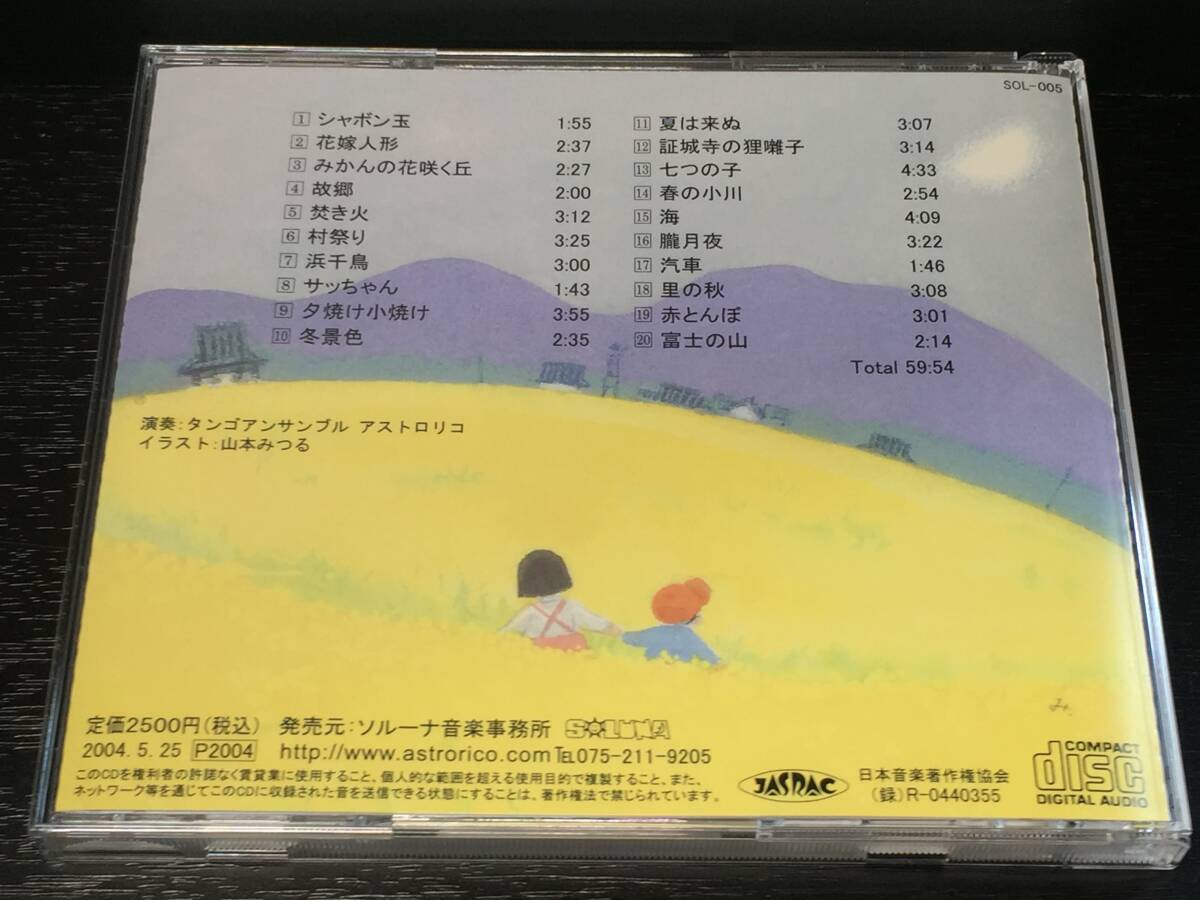 SOL-005
1 シャボン玉 1:55
2 花嫁人形 2:37
3 みかんの花咲く丘 2:27
4 故郷 2:00
5 焚き火 3:12
6 村祭り 3:25
7 浜千鳥 3:00
8 サッちゃん 1:43
9 夕焼け小焼け 3:55
10 冬景色 2:35
11 夏は来ぬ 3:07
12 証城寺の狸囃子 3:14
13 七つの子 4:33
14 春の小川 2:54
15 海 4:09
16 朧月夜 3:22
17 汽車 1:46
18 里の秋 3:08
19 赤とんぼ 3:01
20 富士の山 2:14
Total 59:54
演奏:タンゴアンサンブル アストロリコ
イラスト:山本みつる
定価2500円(税込) 発売元:ソルーナ音楽事務所 SOLUNA
2004.5.25 P2004 http://www.astrorico.com TEL075-211-9205
このCDを権利者の許諾なく賃貸業に使用すること、個人的な範囲を超える使用目的で複製すること、また、
ネットワーク等を通じてこのCDに収録された音を送信できる状態にすることは、著作権法で禁じられています。
JASRAC
日本音楽著作権協会
(録)R-0440355
COMPACT
disc
DIGITAL AUDIO